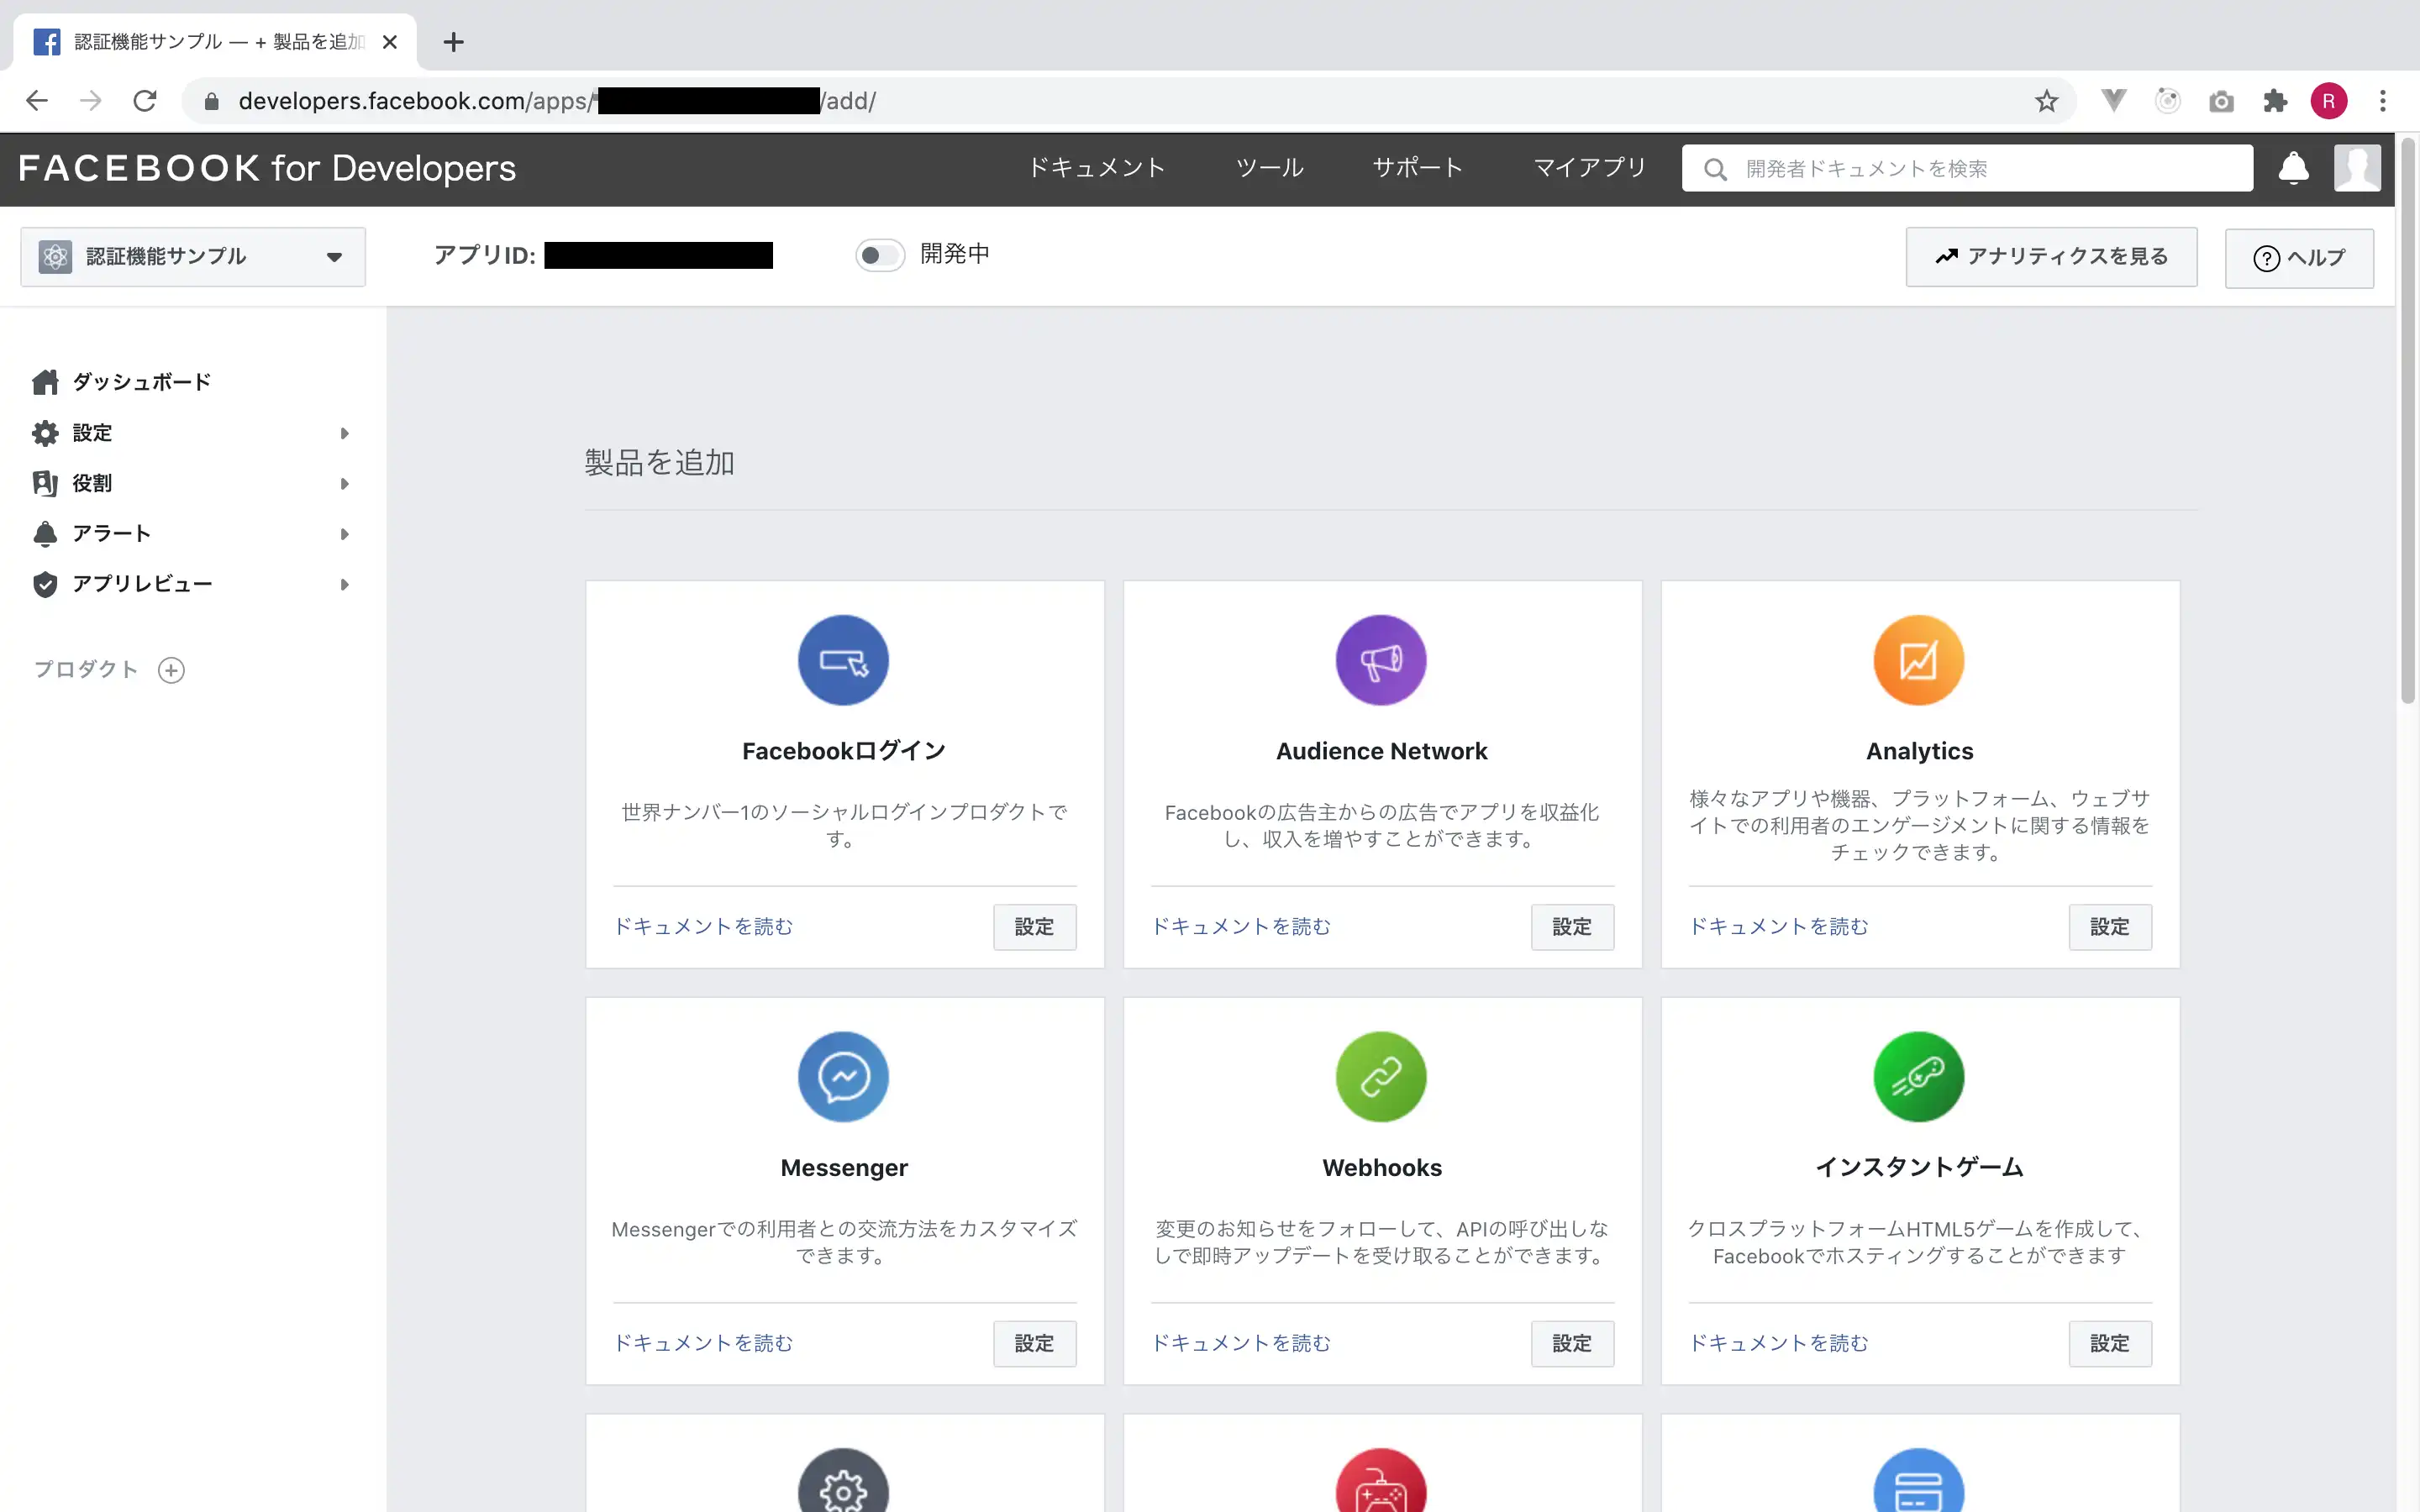 認証機能サンプル — + 製品を追加
developers.facebook.com/apps/
/add/
R
FACEBOOK for Developers
ドキュメント
ツール
サポート
マイアプリ
開発者ドキュメントを検索
認証機能サンプル
アプリID:
開発中
アナリティクスを見る
ヘルプ
ダッシュボード
設定
役割
アラート
アプリレビュー
プロダクト
製品を追加
Facebookログイン
世界ナンバー1のソーシャルログインプロダクトで
す。
ドキュメントを読む
設定
Audience Network
Facebookの広告主からの広告でアプリを収益化
し、収入を増やすことができます。
ドキュメントを読む
設定
Analytics
様々なアプリや機器、プラットフォーム、ウェブサ
イトでの利用者のエンゲージメントに関する情報を
チェックできます。
ドキュメントを読む
設定
Messenger
Messengerでの利用者との交流方法をカスタマイズ
できます。
ドキュメントを読む
設定
Webhooks
変更のお知らせをフォローして、APIの呼び出しな
しで即時アップデートを受け取ることができます。
ドキュメントを読む
設定
インスタントゲーム
クロスプラットフォームHTML5ゲームを作成して、
Facebookでホスティングすることができます
ドキュメントを読む
設定